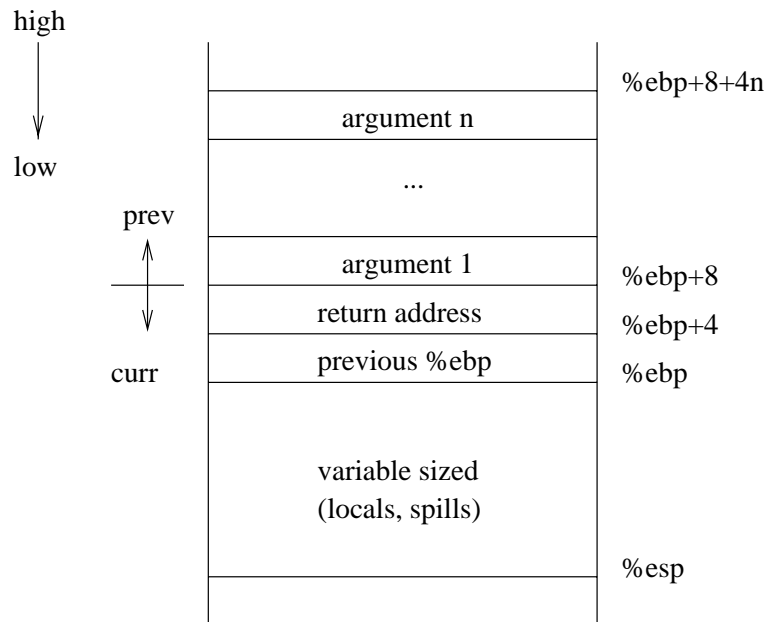 high
%ebp+8+4n
argument n
low
...
prev
argument 1
%ebp+8
return address
%ebp+4
previous %ebp
curr
%ebp
variable sized
(locals, spills)
%esp